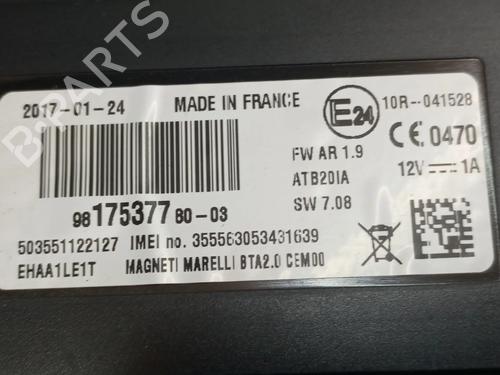 B-PARTS
2017-01-24 MADE IN FRANCE
E24 10R-041528
CE 0470
FW AR 1.9
ATB20IA 12V 1A
SW 7.08
98 175377 80-03
503551122127 IMEI no. 355563053431639
EHAA1LE1T MAGNETI MARELLI BTA2.0 CEM00